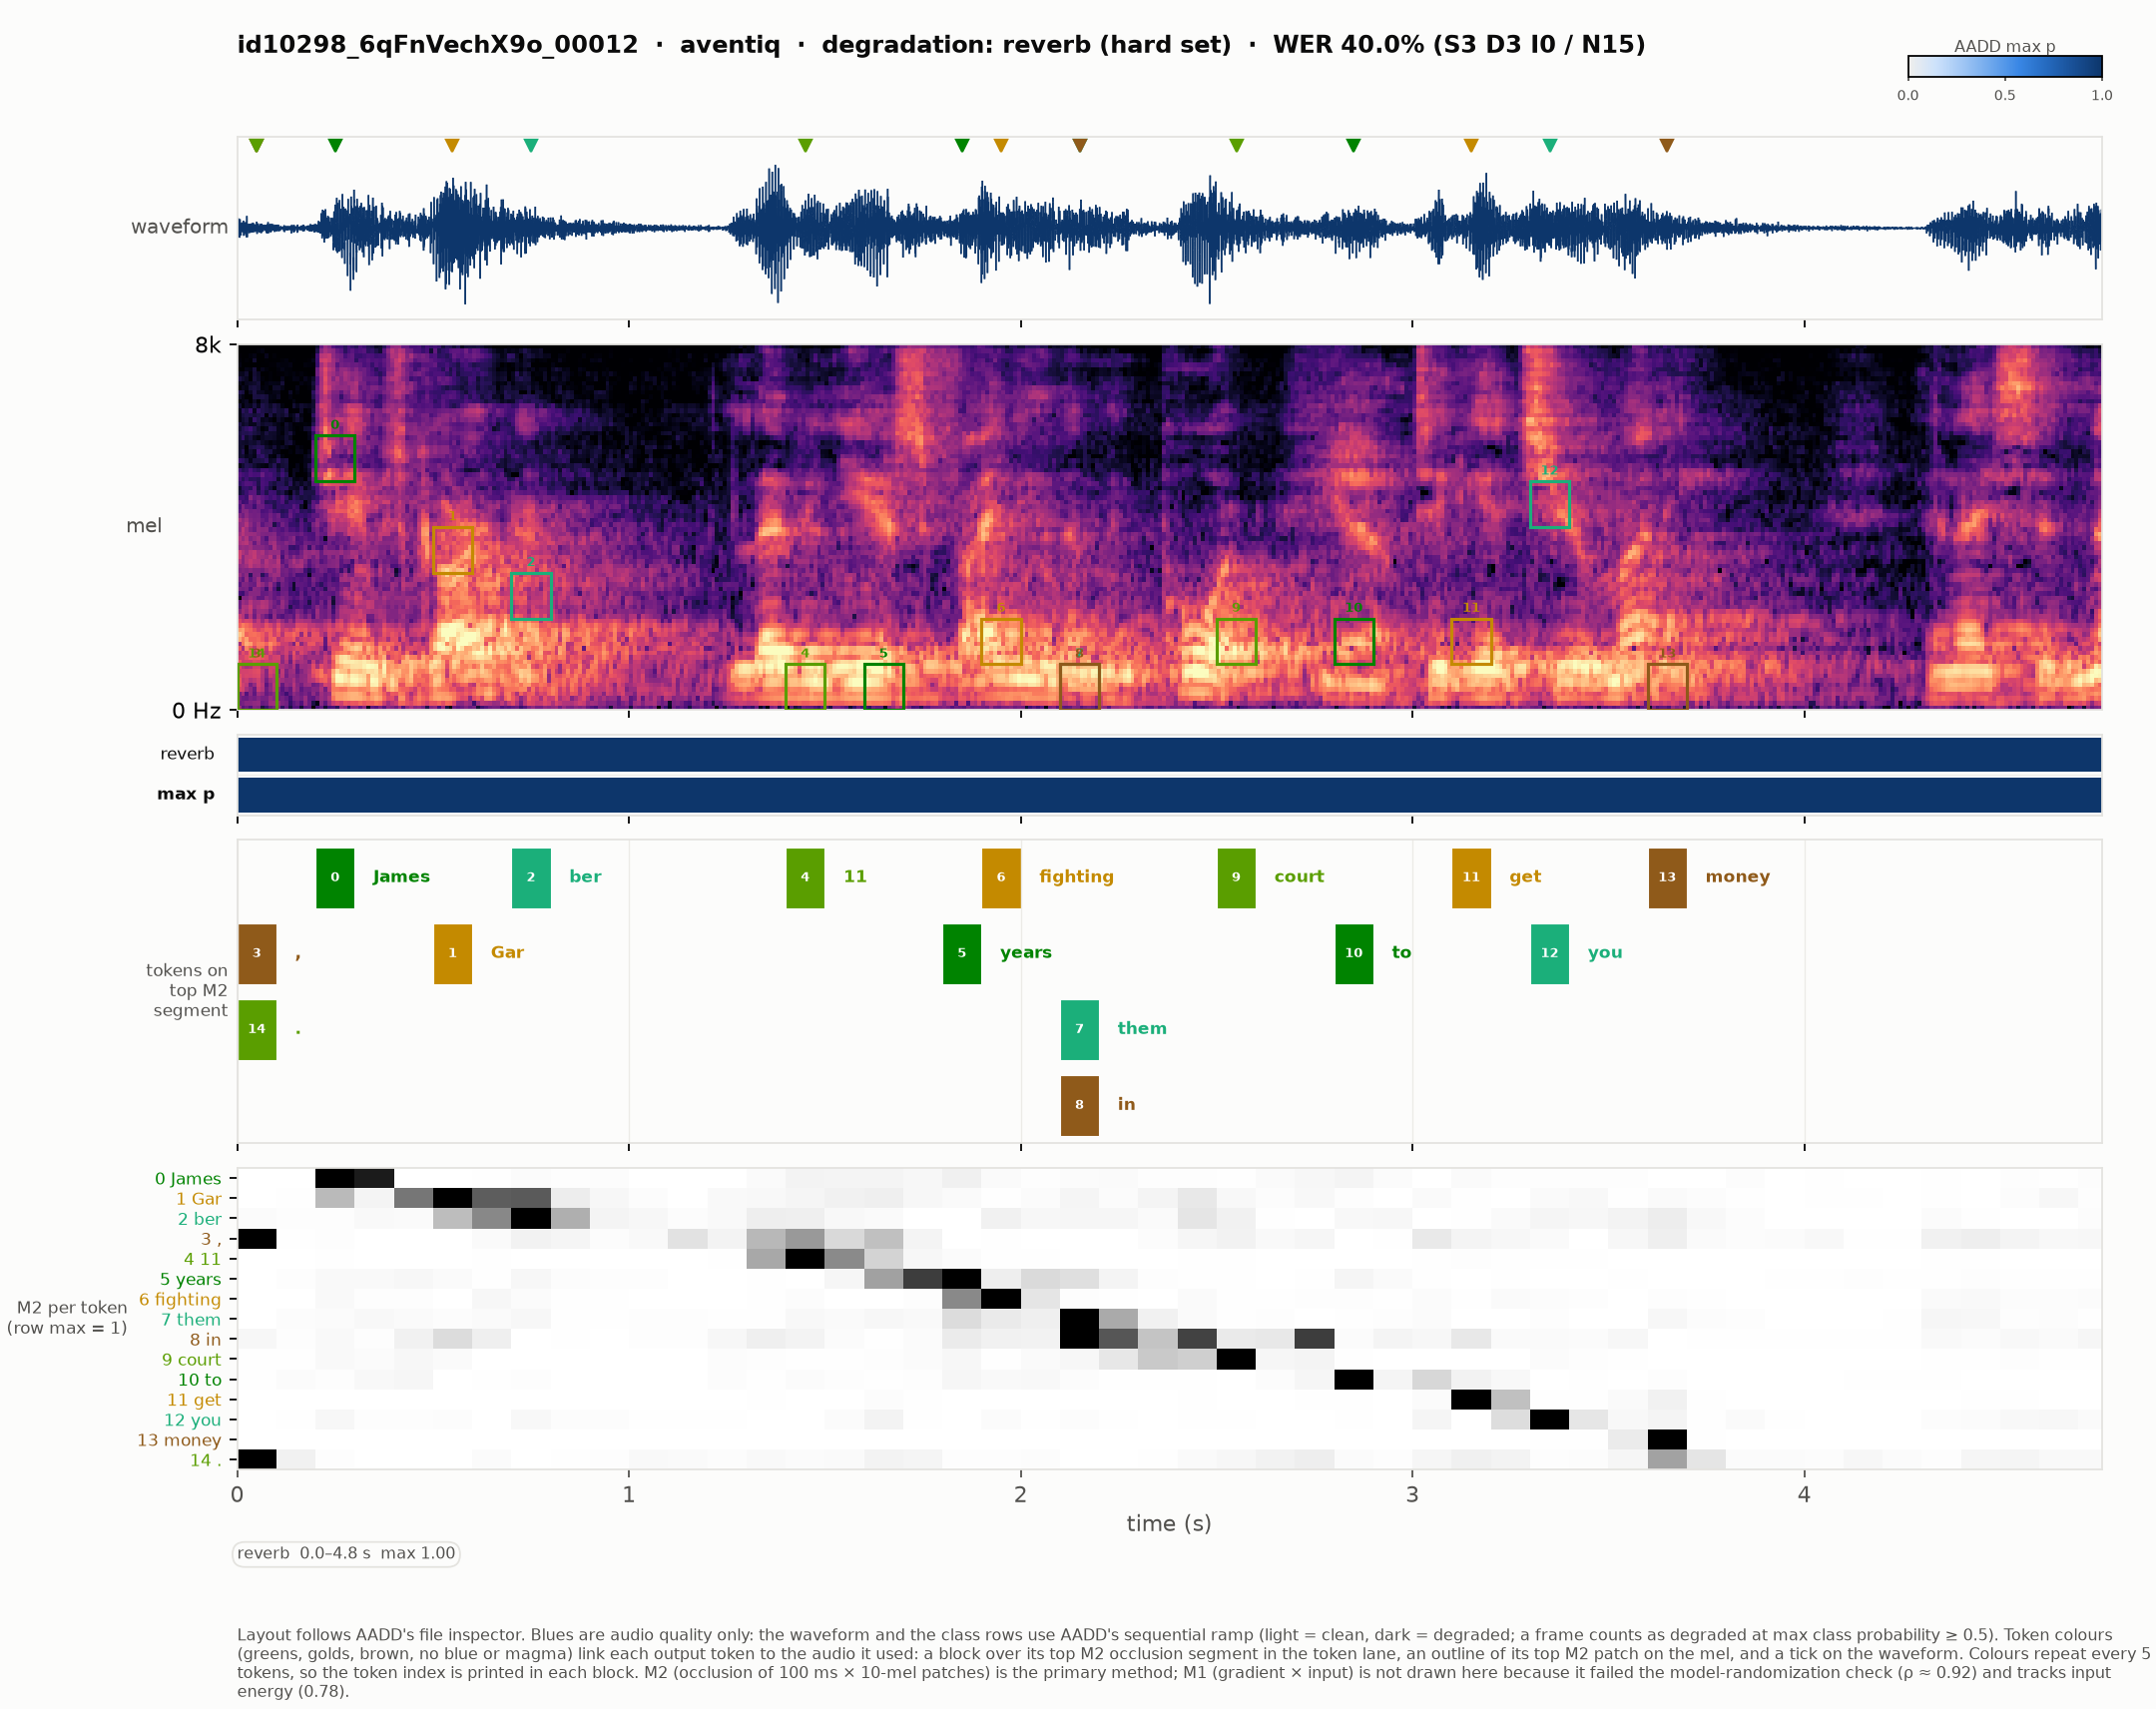 id10298_6qFnVechX9o_00012 · aventiq · degradation: reverb (hard set) · WER 40.0% (S3 D3 I0 / N15)
AADD max p
0.0 0.5 1.0
waveform
8k
mel
0 Hz
0
1
2
4
5
6
8
9
10
11
12
13
reverb
max p
tokens on
top M2
segment
0 James 2 ber 4 11 6 fighting 9 court 11 get 13 money
3 , 1 Gar 5 years 10 to 12 you
14 . 7 them
8 in
M2 per token
(row max = 1)
0 James
1 Gar
2 ber
3 ,
4 11
5 years
6 fighting
7 them
8 in
9 court
10 to
11 get
12 you
13 money
14 .
0 1 2 3 4
time (s)
reverb 0.0–4.8 s max 1.00
Layout follows AADD's file inspector. Blues are audio quality only: the waveform and the class rows use AADD's sequential ramp (light = clean, dark = degraded; a frame counts as degraded at max class probability ≥ 0.5). Token colours
(greens, golds, brown, no blue or magma) link each output token to the audio it used: a block over its top M2 occlusion segment in the token lane, an outline of its top M2 patch on the mel, and a tick on the waveform. Colours repeat every 5
tokens, so the token index is printed in each block. M2 (occlusion of 100 ms × 10-mel patches) is the primary method; M1 (gradient × input) is not drawn here because it failed the model-randomization check (ρ ≈ 0.92) and tracks input
energy (0.78).